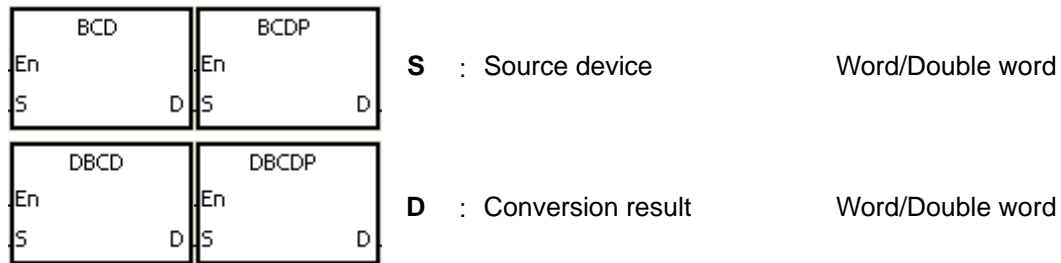 BCD BCDP
En En S : Source device Word/Double word
S D S D
DBCD DBCDP
En En D : Conversion result Word/Double word
S D S D